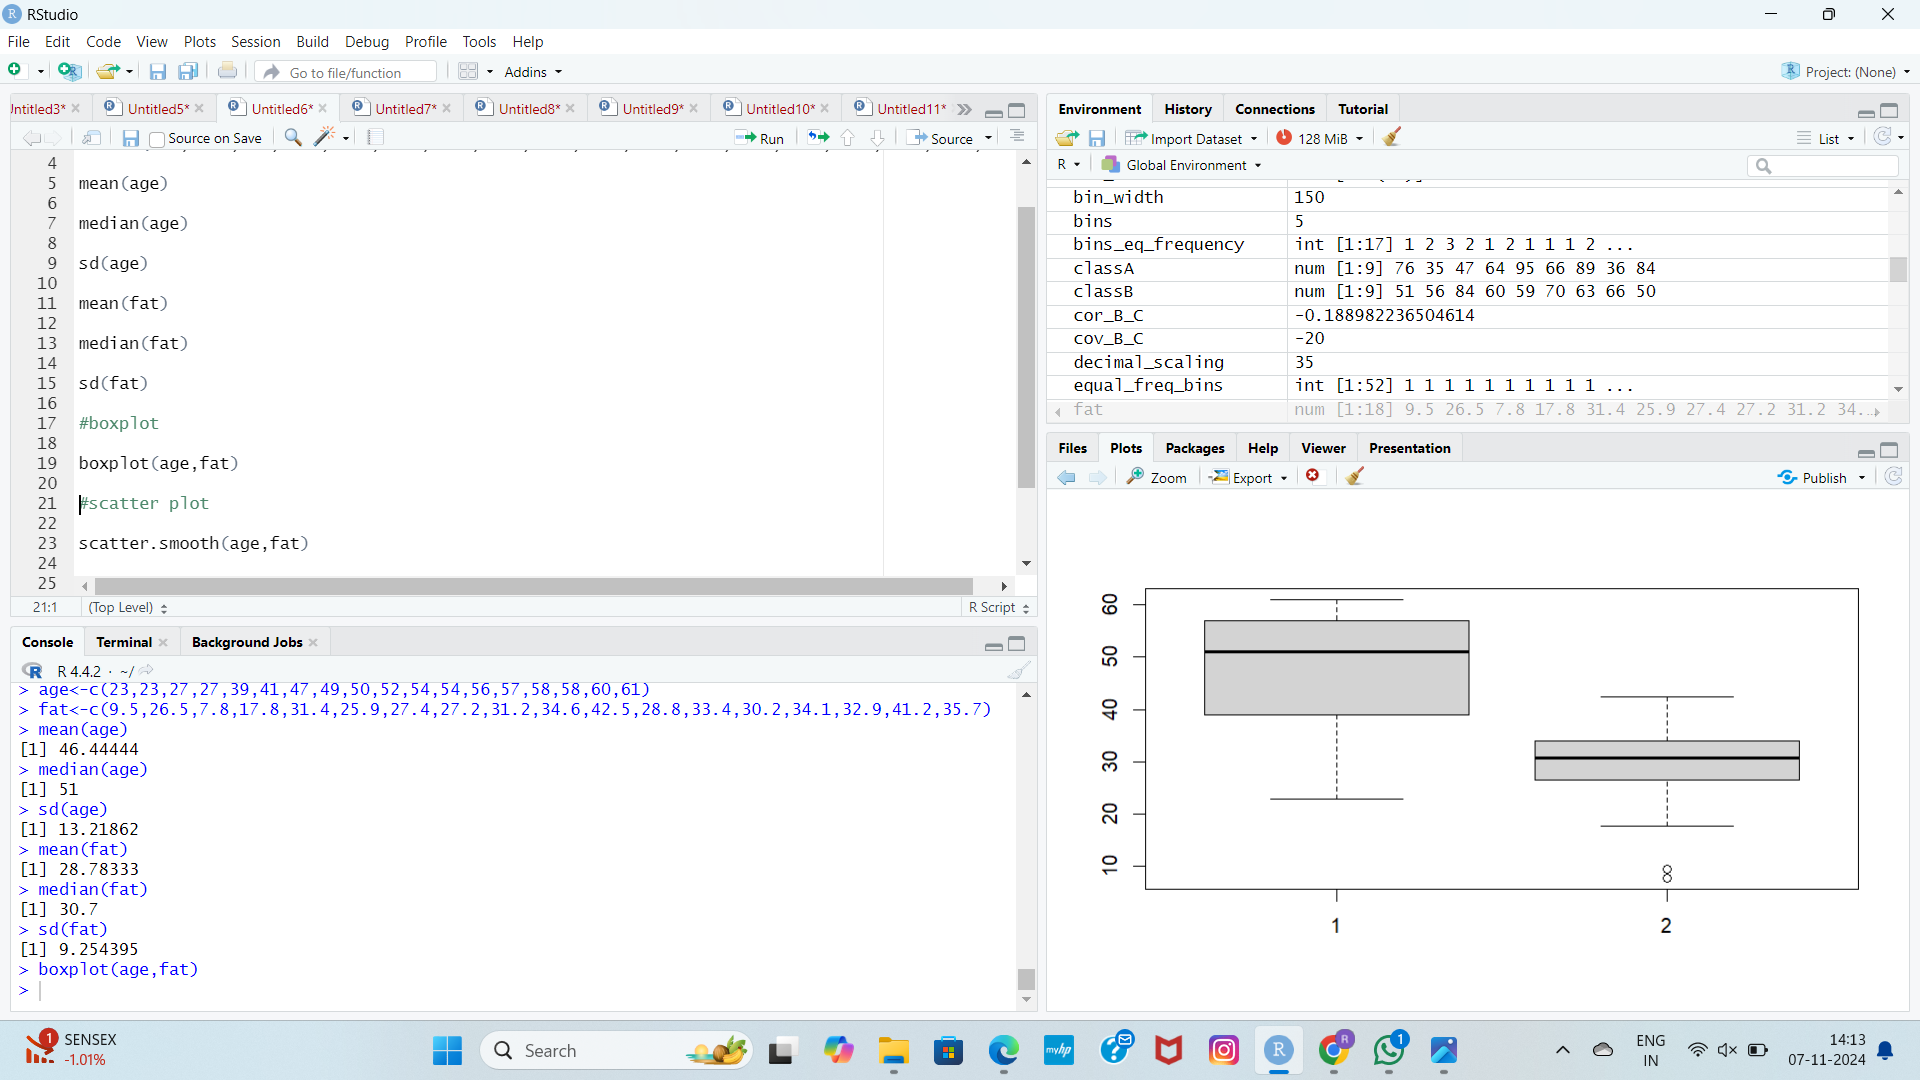 RStudio
File Edit Code View Plots Session Build Debug Profile Tools Help
Go to file/function Addins Project: (None)
Untitled3* Untitled5* Untitled6* Untitled7* Untitled8* Untitled9* Untitled10* Untitled11*
Source on Save Run Source
4
5 mean(age)
6
7 median(age)
8
9 sd(age)
10
11 mean(fat)
12
13 median(fat)
14
15 sd(fat)
16
17 #boxplot
18
19 boxplot(age,fat)
20
21 #scatter plot
22
23 scatter.smooth(age,fat)
24
25
21:1 (Top Level) R Script
Console Terminal Background Jobs
R 4.4.2 · ~/
> age<-c(23,23,27,27,39,41,47,49,50,52,54,54,56,57,58,58,60,61)
> fat<-c(9.5,26.5,7.8,17.8,31.4,25.9,27.4,27.2,31.2,34.6,42.5,28.8,33.4,30.2,34.1,32.9,41.2,35.7)
> mean(age)
[1] 46.44444
> median(age)
[1] 51
> sd(age)
[1] 13.21862
> mean(fat)
[1] 28.78333
> median(fat)
[1] 30.7
> sd(fat)
[1] 9.254395
> boxplot(age,fat)
>
Environment History Connections Tutorial
Import Dataset 128 MiB List
R Global Environment
bin_width 150
bins 5
bins_eq_frequency int [1:17] 1 2 3 2 1 2 1 1 1 2 ...
classA num [1:9] 76 35 47 64 95 66 89 36 84
classB num [1:9] 51 56 84 60 59 70 63 66 50
cor_B_C -0.188982236504614
cov_B_C -20
decimal_scaling 35
equal_freq_bins int [1:52] 1 1 1 1 1 1 1 1 1 1 ...
fat num [1:18] 9.5 26.5 7.8 17.8 31.4 25.9 27.4 27.2 31.2 34...
Files Plots Packages Help Viewer Presentation
Zoom Export Publish
60
50
40
30
20
10
1 2
1 SENSEX
-1.01%
Search
myhp
R
R
1
ENG
IN
14:13
07-11-2024